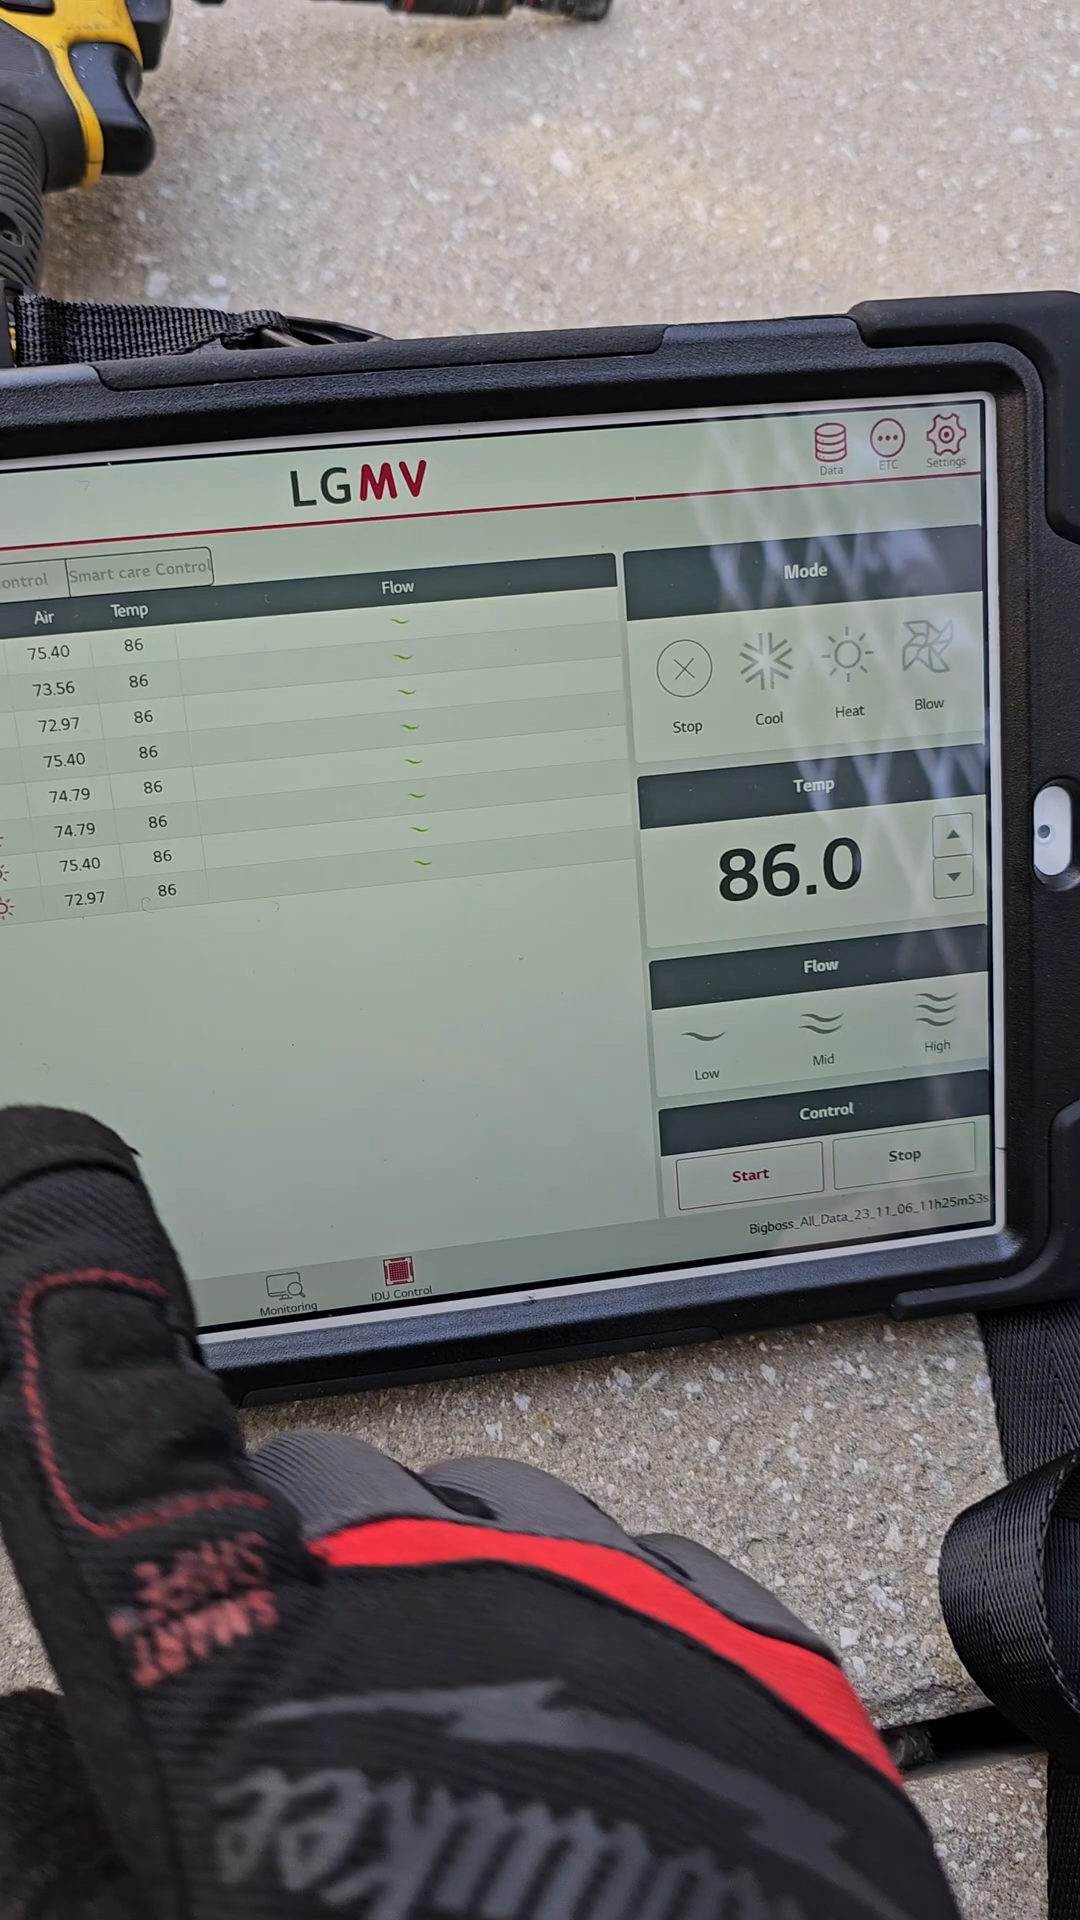 LGMV
Data
ETC
Settings
ontrol
Smart care Control
Air Temp Flow
75.40 86
73.56 86
72.97 86
75.40 86
74.79 86
74.79 86
75.40 86
72.97 86
Mode
Stop Cool Heat Blow
Temp
86.0
Flow
Low Mid High
Control
Start Stop
Bigboss_All_Data_23_11_06_11h25m53s
Monitoring IDU Control
SMART